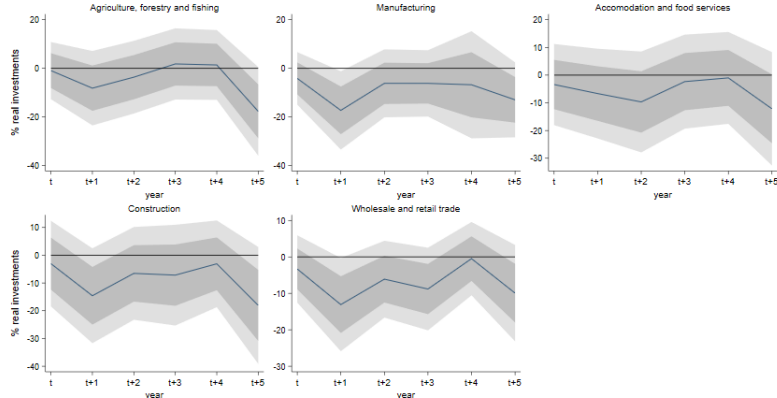 Agriculture, forestry and fishing
% real investments
20
0
-20
-40
t
t+1
t+2
t+3
t+4
t+5
year
Manufacturing
20
0
-20
-40
t
t+1
t+2
t+3
t+4
t+5
year
Accomodation and food services
20
10
0
-10
-20
-30
t
t+1
t+2
t+3
t+4
t+5
year
Construction
% real investments
10
0
-10
-20
-30
-40
t
t+1
t+2
t+3
t+4
t+5
year
Wholesale and retail trade
10
0
-10
-20
-30
t
t+1
t+2
t+3
t+4
t+5
year